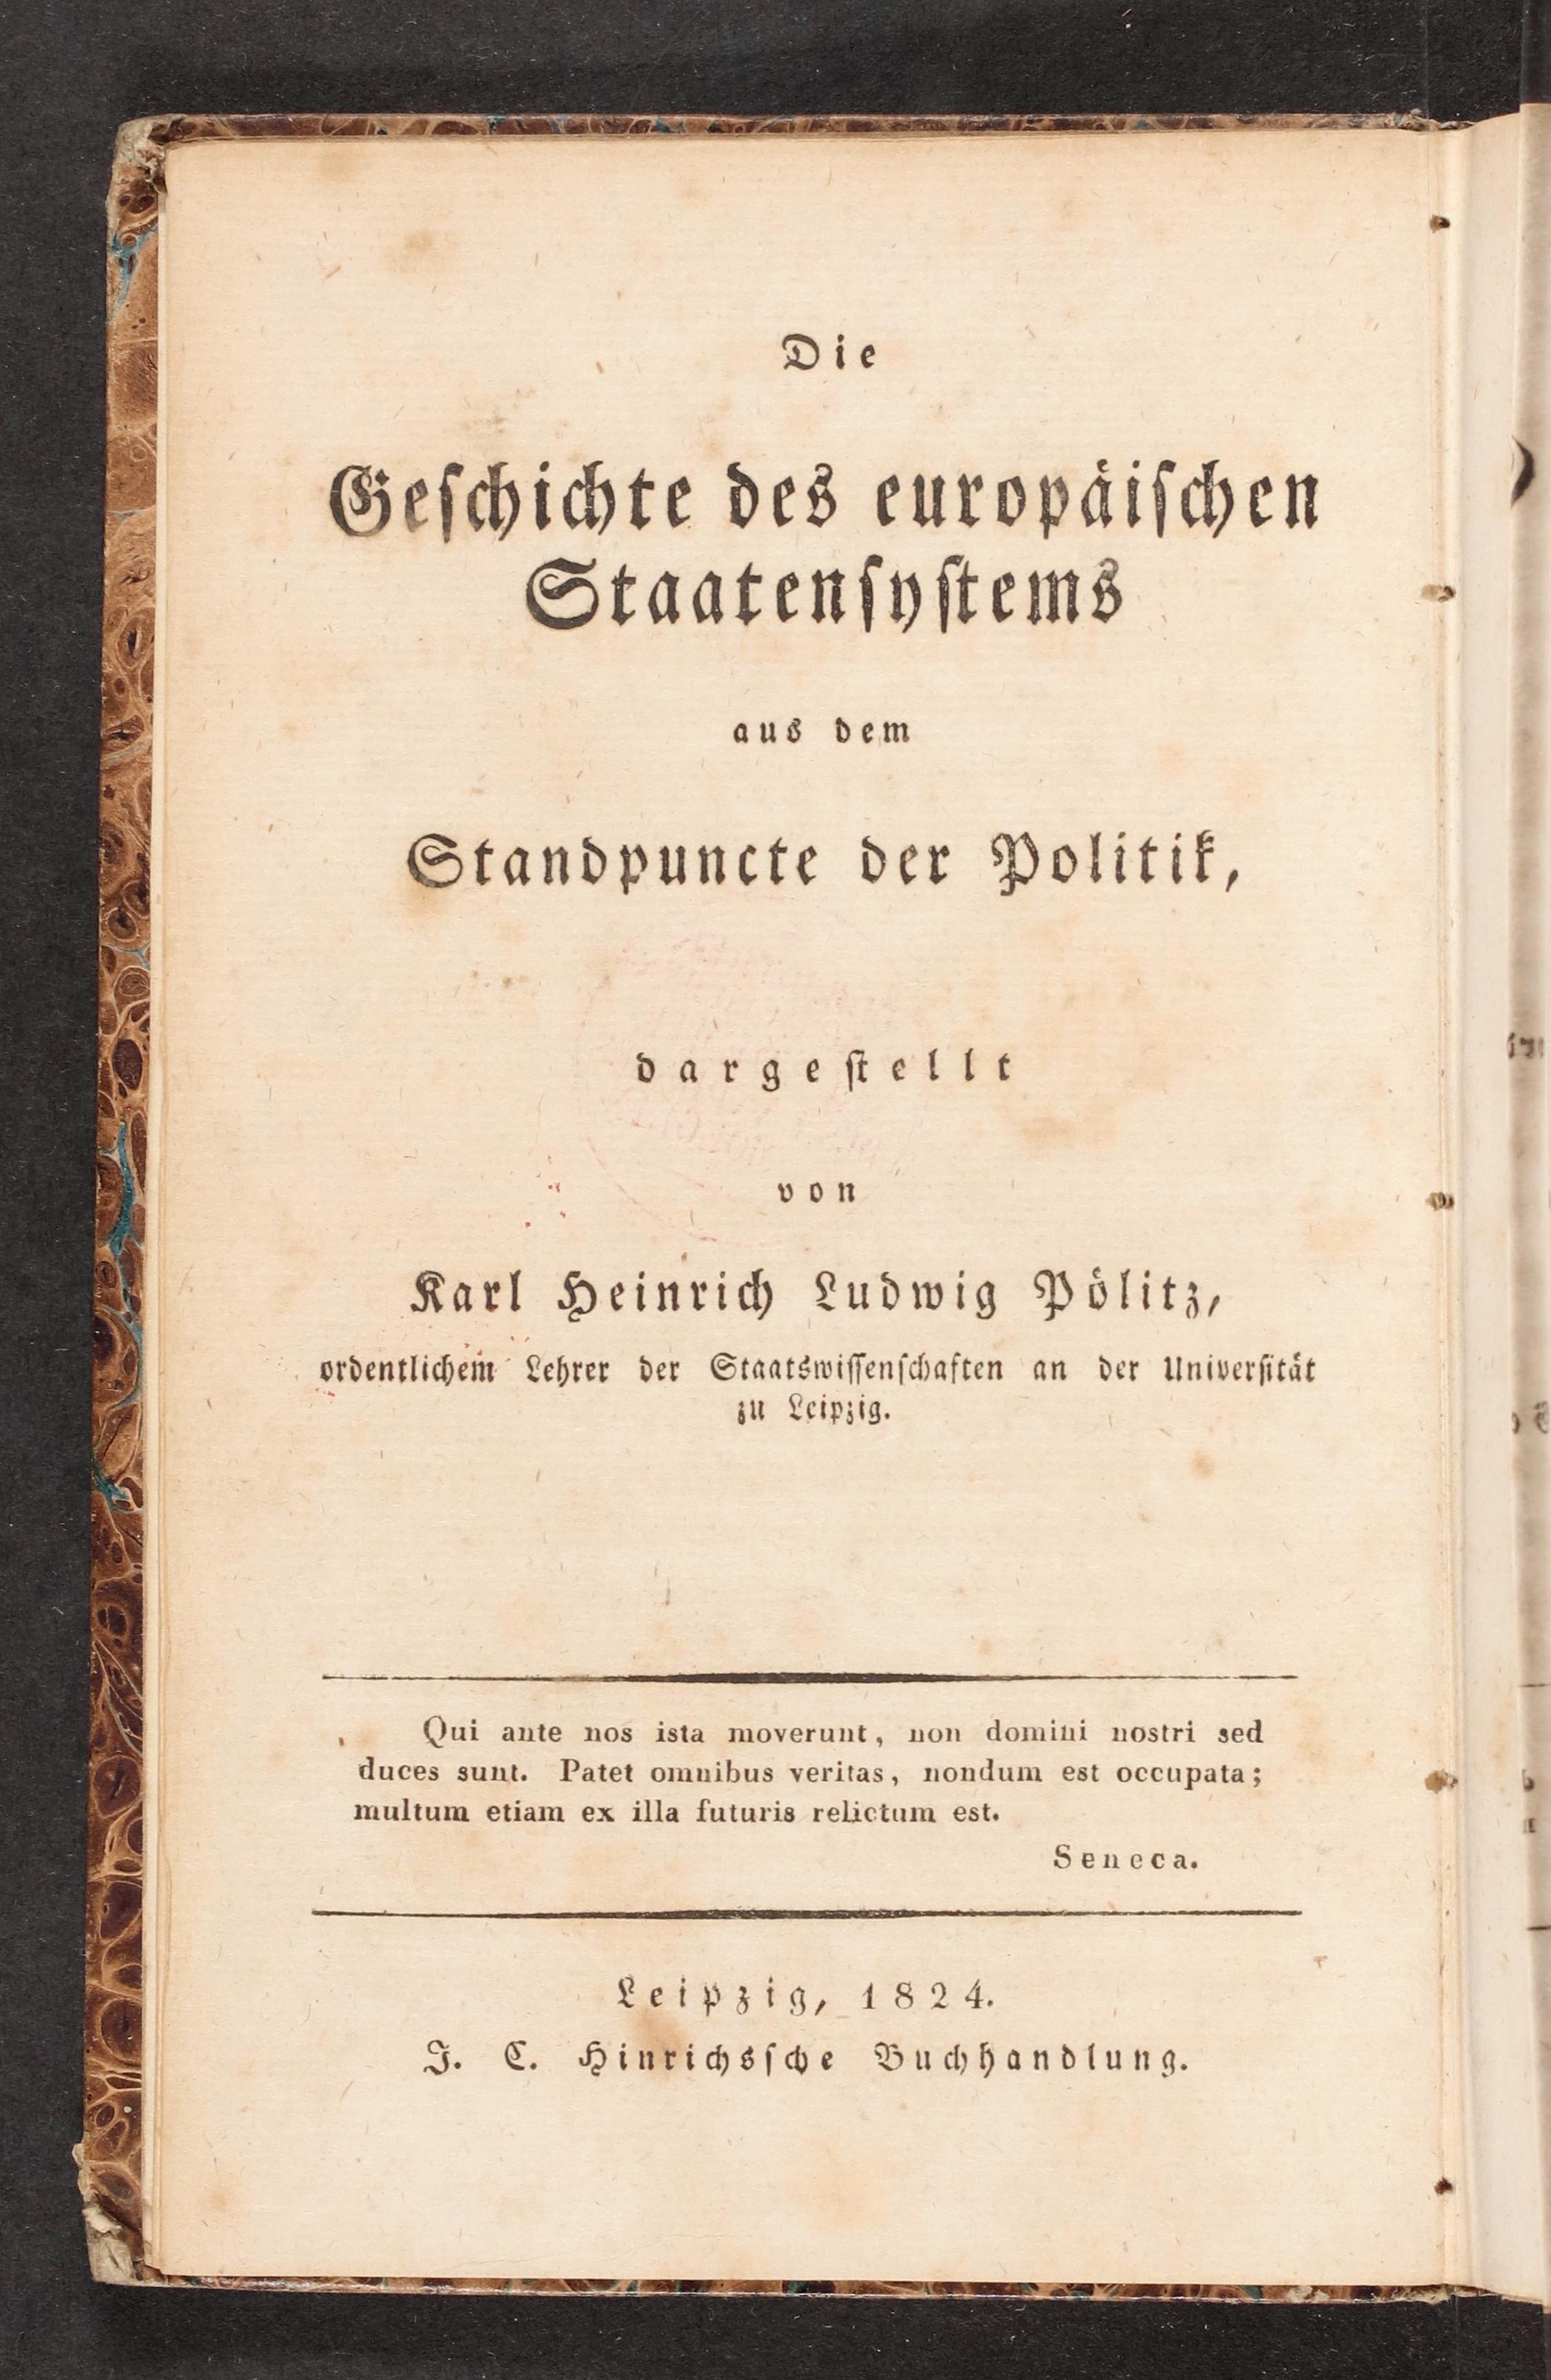 Die
Geſchichte des europäiſchen
Staatenſyſtems
aus dem
Standpuncte der Politik,
dargeſtellt
von
Karl Heinrich Ludwig Pölitz,
ordentlichem Lehrer der Staatswiſſenſchaften an der Univerſität
zu Leipzig.
Qui ante nos ista moverunt, non domini nostri sed
duces sunt. Patet omnibus veritas, nondum est occupata;
multum etiam ex illa futuris relictum est.
Seneca.
Leipzig, 1824.
J. C. Hinrichsſche Buchhandlung.